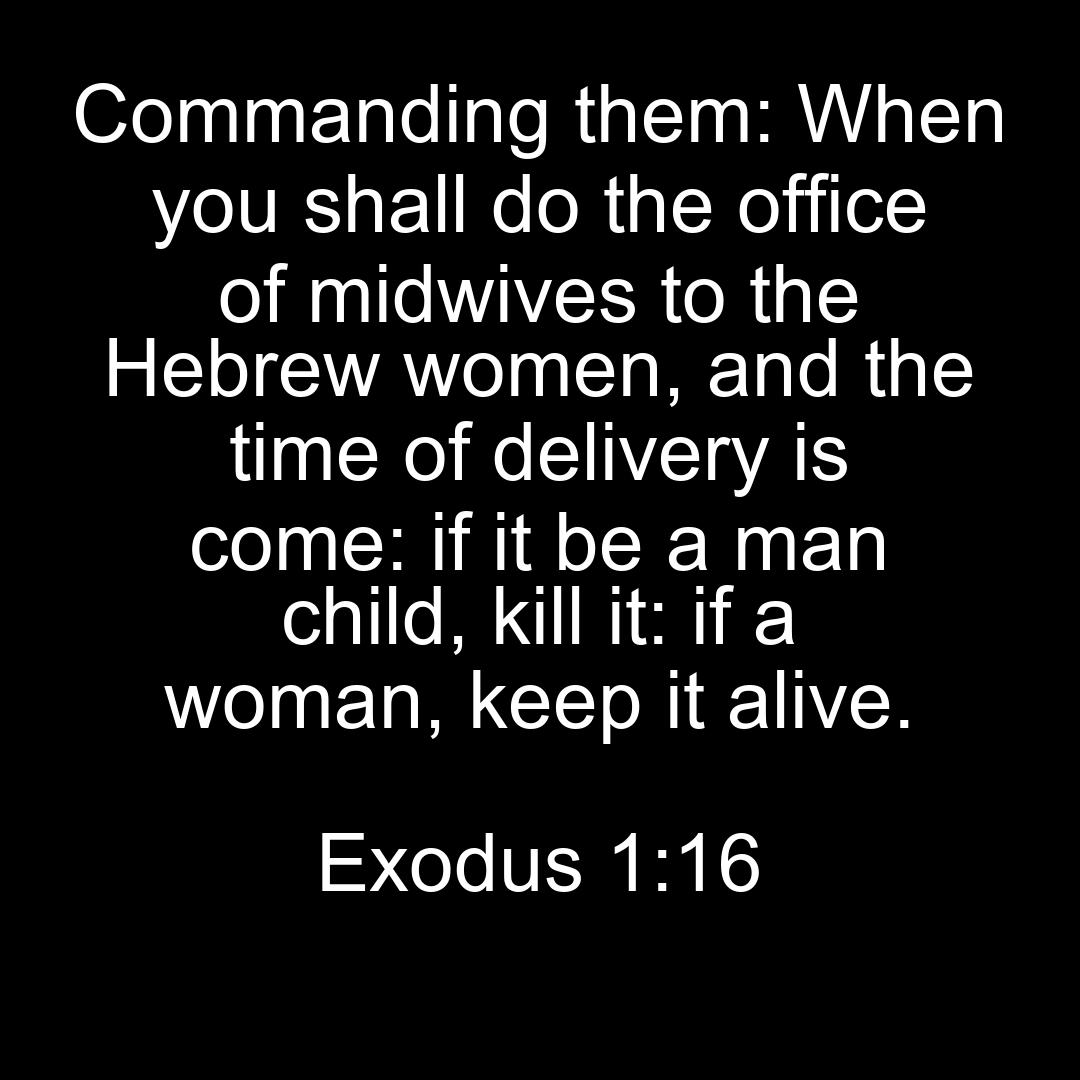 Commanding them: When
you shall do the office
of midwives to the
Hebrew women, and the
time of delivery is
come: if it be a man
child, kill it: if a
woman, keep it alive.
Exodus 1:16